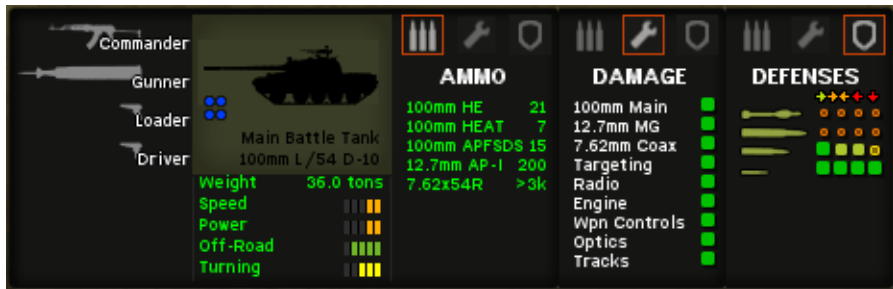 Commander
Gunner
Loader
Driver
Main Battle Tank
100mm L/54 D-10
Weight 36.0 tons
Speed
Power
Off-Road
Turning
AMMO
100mm HE 21
100mm HEAT 7
100mm APFSDS 15
12.7mm AP-I 200
7.62x54R >3k
DAMAGE
100mm Main
12.7mm MG
7.62mm Coax
Targeting
Radio
Engine
Wpn Controls
Optics
Tracks
DEFENSES